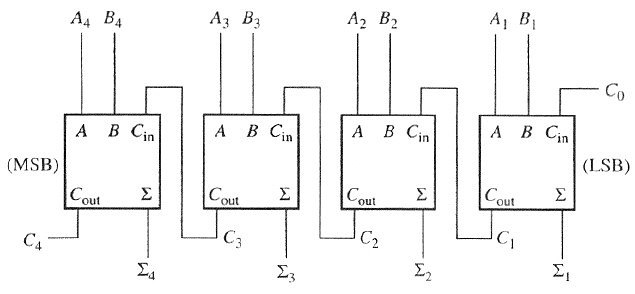 A4 B4 A3 B3 A2 B2 A1 B1
C0
A B Cin A B Cin A B Cin A B Cin
(MSB) (LSB)
Cout Σ Cout Σ Cout Σ Cout Σ
C4 C3 C2 C1
Σ4 Σ3 Σ2 Σ1